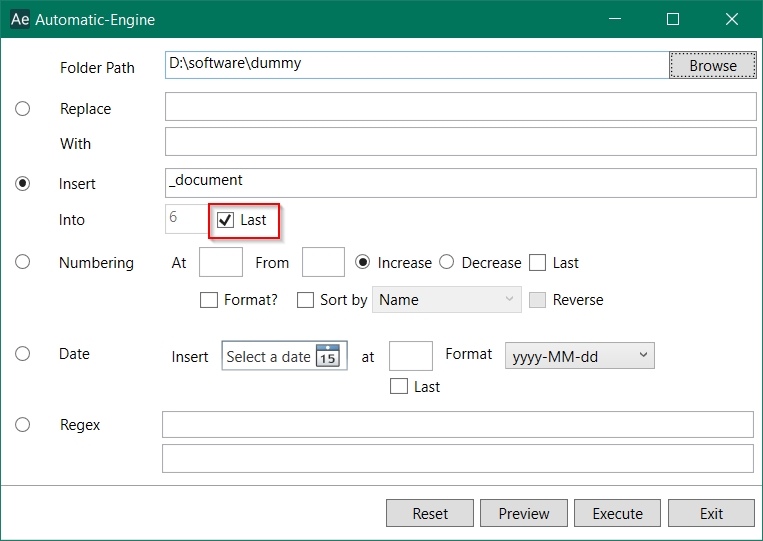 Ae Automatic-Engine
Folder Path D:\software\dummy Browse
Replace
With
Insert _document
Into 6 Last
Numbering At From Increase Decrease Last
Format? Sort by Name Reverse
Date Insert Select a date 15 at Format yyyy-MM-dd
Last
Regex
Reset Preview Execute Exit